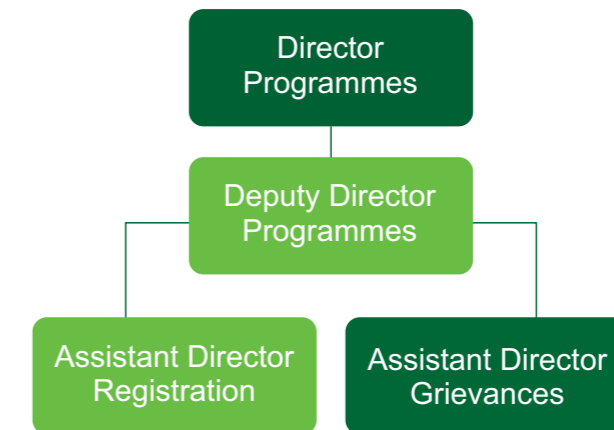 Director
Programmes
Deputy Director
Programmes
Assistant Director
Registration
Assistant Director
Grievances